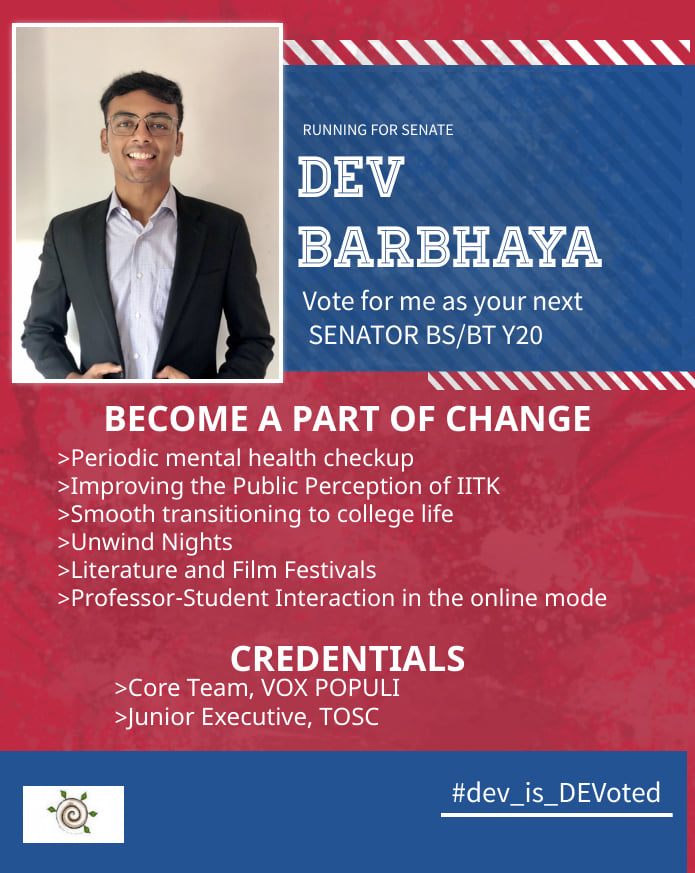 RUNNING FOR SENATE
DEV
BARBHAYA
Vote for me as your next
SENATOR BS/BT Y20
BECOME A PART OF CHANGE
>Periodic mental health checkup
>Improving the Public Perception of IITK
>Smooth transitioning to college life
>Unwind Nights
>Literature and Film Festivals
>Professor-Student Interaction in the online mode
CREDENTIALS
>Core Team, VOX POPULI
>Junior Executive, TOSC
#dev_is_DEVoted